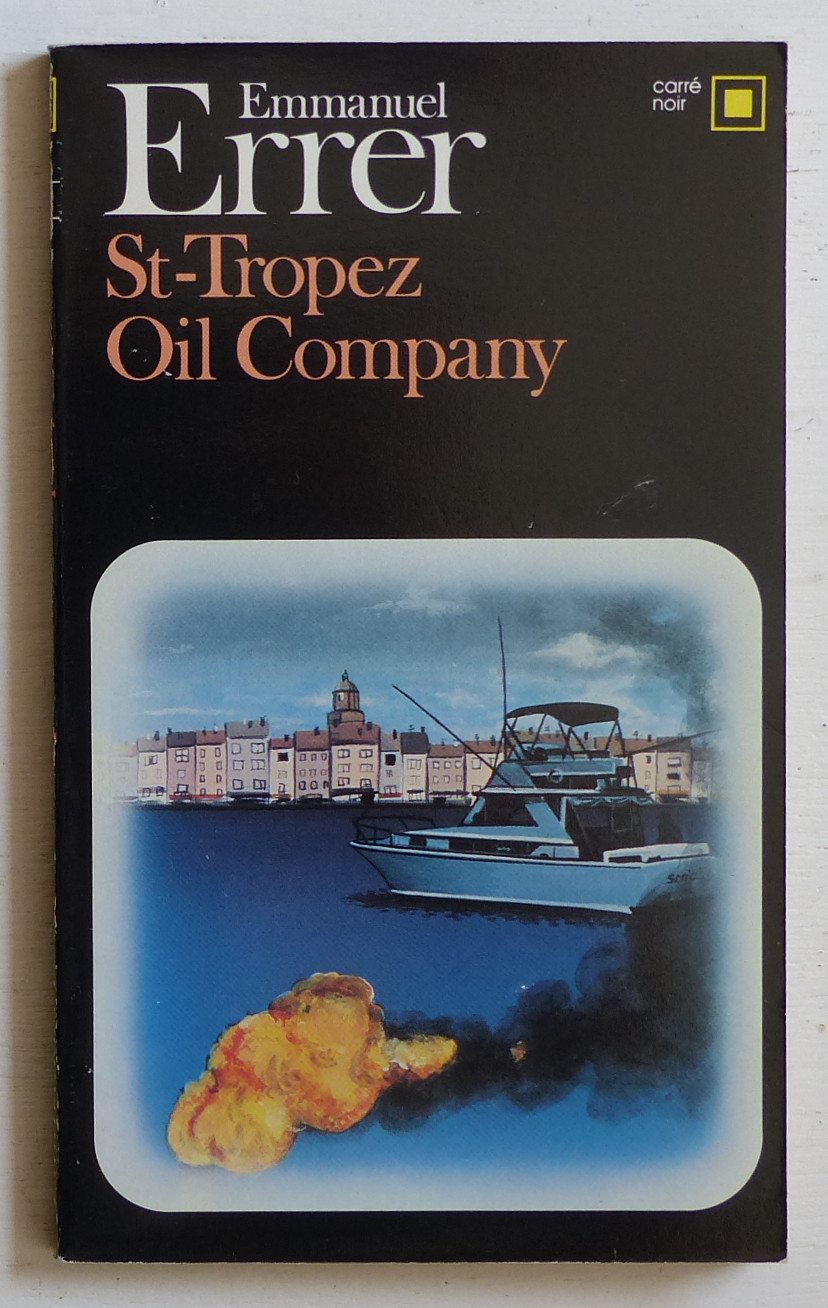 Emmanuel
Errer
carré
noir
St-Tropez
Oil Company